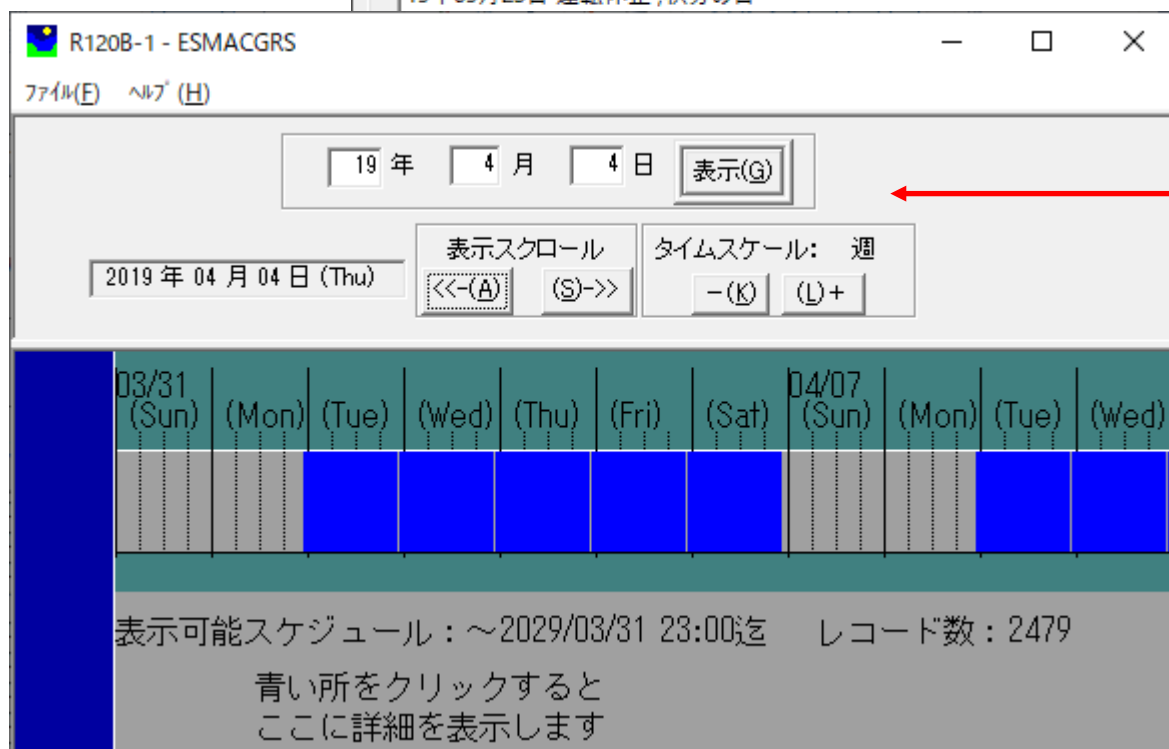 R120B-1 - ESMACGRS
ﾌｧｲﾙ(F) ﾍﾙﾌﾟ(H)
19 年 4 月 4 日 表示(G)
表示スクロール タイムスケール: 週
2019 年 04 月 04 日 (Thu) <<-(A) (S)->> -(K) (L)+
03/31 04/07
(Sun) (Mon) (Tue) (Wed) (Thu) (Fri) (Sat) (Sun) (Mon) (Tue) (Wed)
表示可能スケジュール：～2029/03/31 23:00迄 レコード数：2479
青い所をクリックすると
ここに詳細を表示します